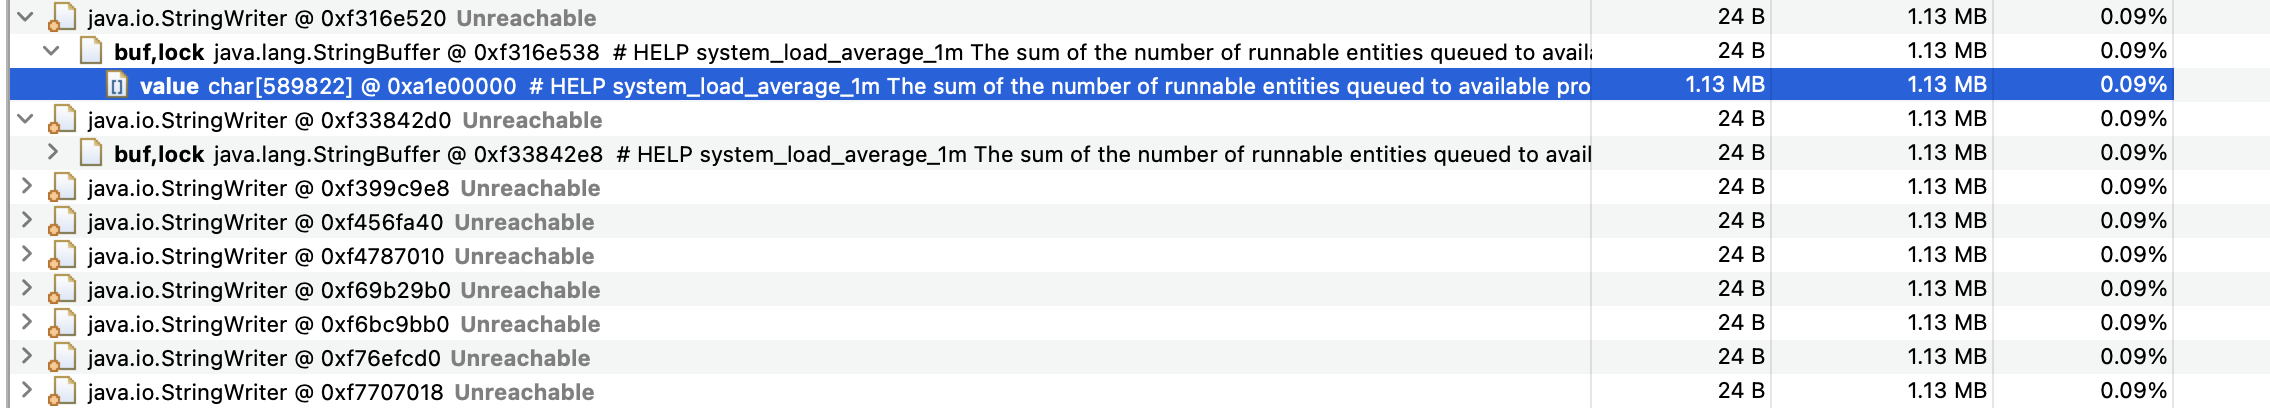 java.io.StringWriter @ 0xf316e520 Unreachable 24 B 1.13 MB 0.09%
buf,lock java.lang.StringBuffer @ 0xf316e538 # HELP system_load_average_1m The sum of the number of runnable entities queued to availa 24 B 1.13 MB 0.09%
[] value char[589822] @ 0xa1e00000 # HELP system_load_average_1m The sum of the number of runnable entities queued to available pro 1.13 MB 1.13 MB 0.09%
java.io.StringWriter @ 0xf33842d0 Unreachable 24 B 1.13 MB 0.09%
buf,lock java.lang.StringBuffer @ 0xf33842e8 # HELP system_load_average_1m The sum of the number of runnable entities queued to avail 24 B 1.13 MB 0.09%
java.io.StringWriter @ 0xf399c9e8 Unreachable 24 B 1.13 MB 0.09%
java.io.StringWriter @ 0xf456fa40 Unreachable 24 B 1.13 MB 0.09%
java.io.StringWriter @ 0xf4787010 Unreachable 24 B 1.13 MB 0.09%
java.io.StringWriter @ 0xf69b29b0 Unreachable 24 B 1.13 MB 0.09%
java.io.StringWriter @ 0xf6bc9bb0 Unreachable 24 B 1.13 MB 0.09%
java.io.StringWriter @ 0xf76efcd0 Unreachable 24 B 1.13 MB 0.09%
java.io.StringWriter @ 0xf7707018 Unreachable 24 B 1.13 MB 0.09%